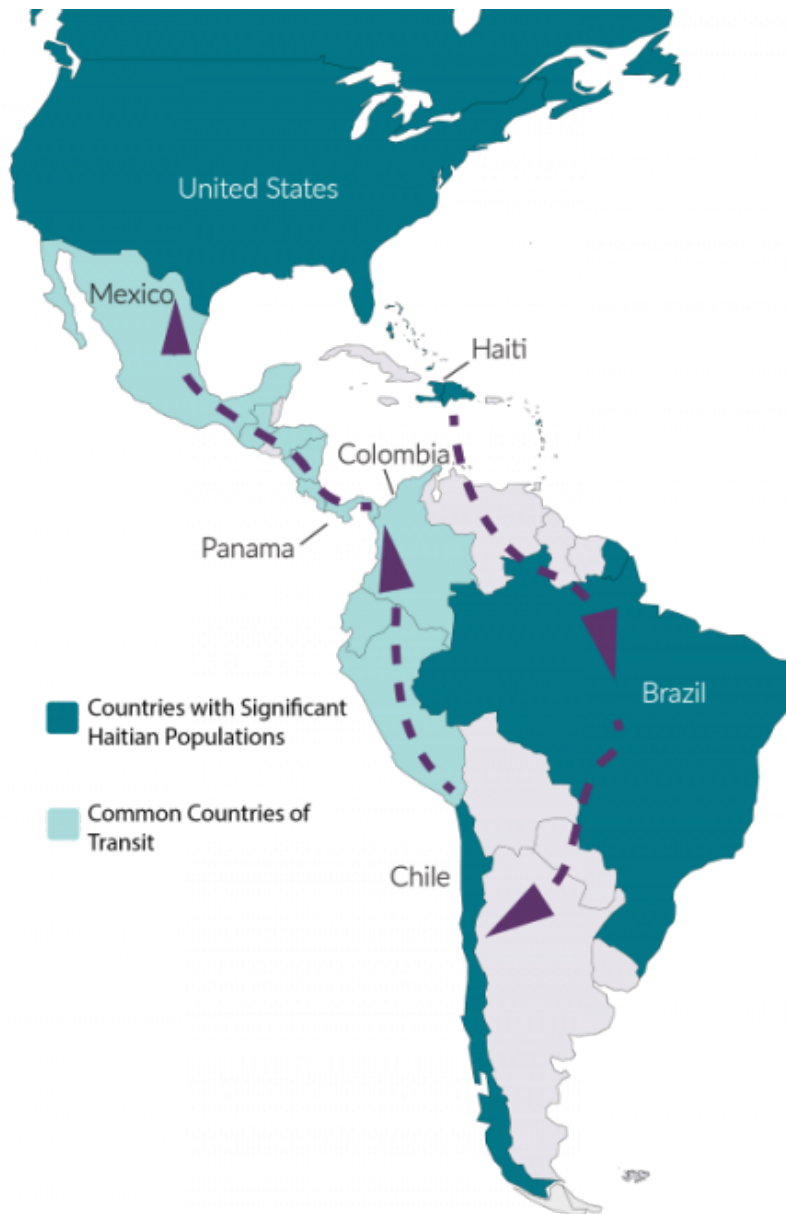 United States
Mexico
Haiti
Colombia
Panama
Brazil
Countries with Significant
Haitian Populations
Common Countries of
Transit
Chile